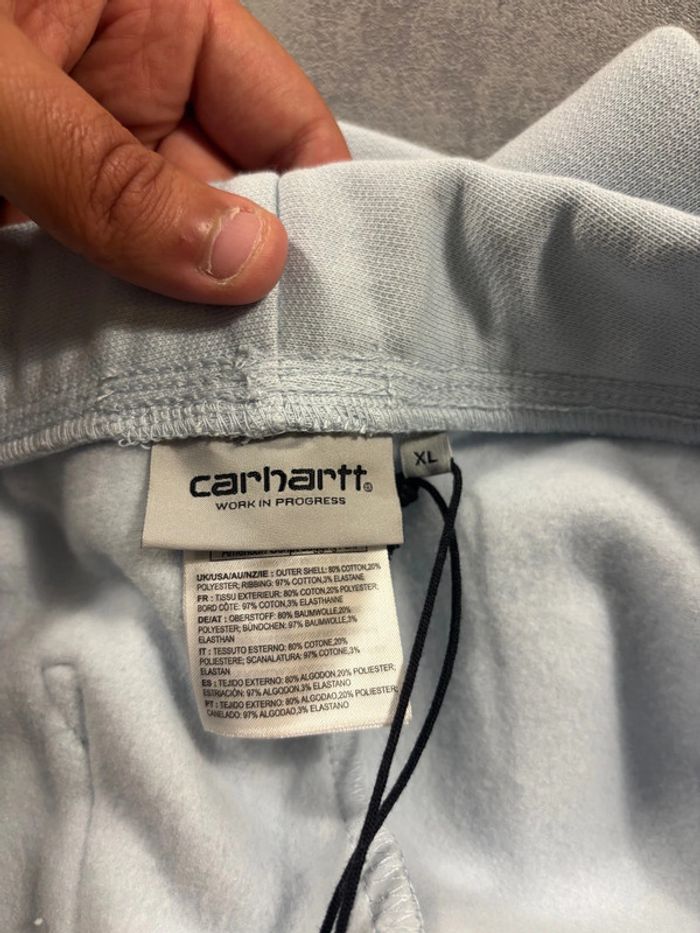 carhartt®
WORK IN PROGRESS
XL
UK/USA/AU/NZ/IE : OUTER SHELL: 80% COTTON,20%
POLYESTER; RIBBING: 97% COTTON,3% ELASTANE
FR : TISSU EXTERIEUR: 80% COTON,20% POLYESTER;
BORD CÔTE: 97% COTON,3% ELASTHANNE
DE/AT : OBERSTOFF: 80% BAUMWOLLE,20%
POLYESTER; BÜNDCHEN: 97% BAUMWOLLE,3%
ELASTHAN
IT : TESSUTO ESTERNO: 80% COTONE,20%
POLIESTERE; SCANALATURA: 97% COTONE,3%
ELASTAN
ES : TEJIDO EXTERNO: 80% ALGODON,20% POLIESTER;
ESTRIACIÓN: 97% ALGODON,3% ELASTANO
PT : TEJIDO EXTERNO: 80% ALGODAO,20% POLIESTER;
CANELADO: 97% ALGODAO,3% ELASTANO